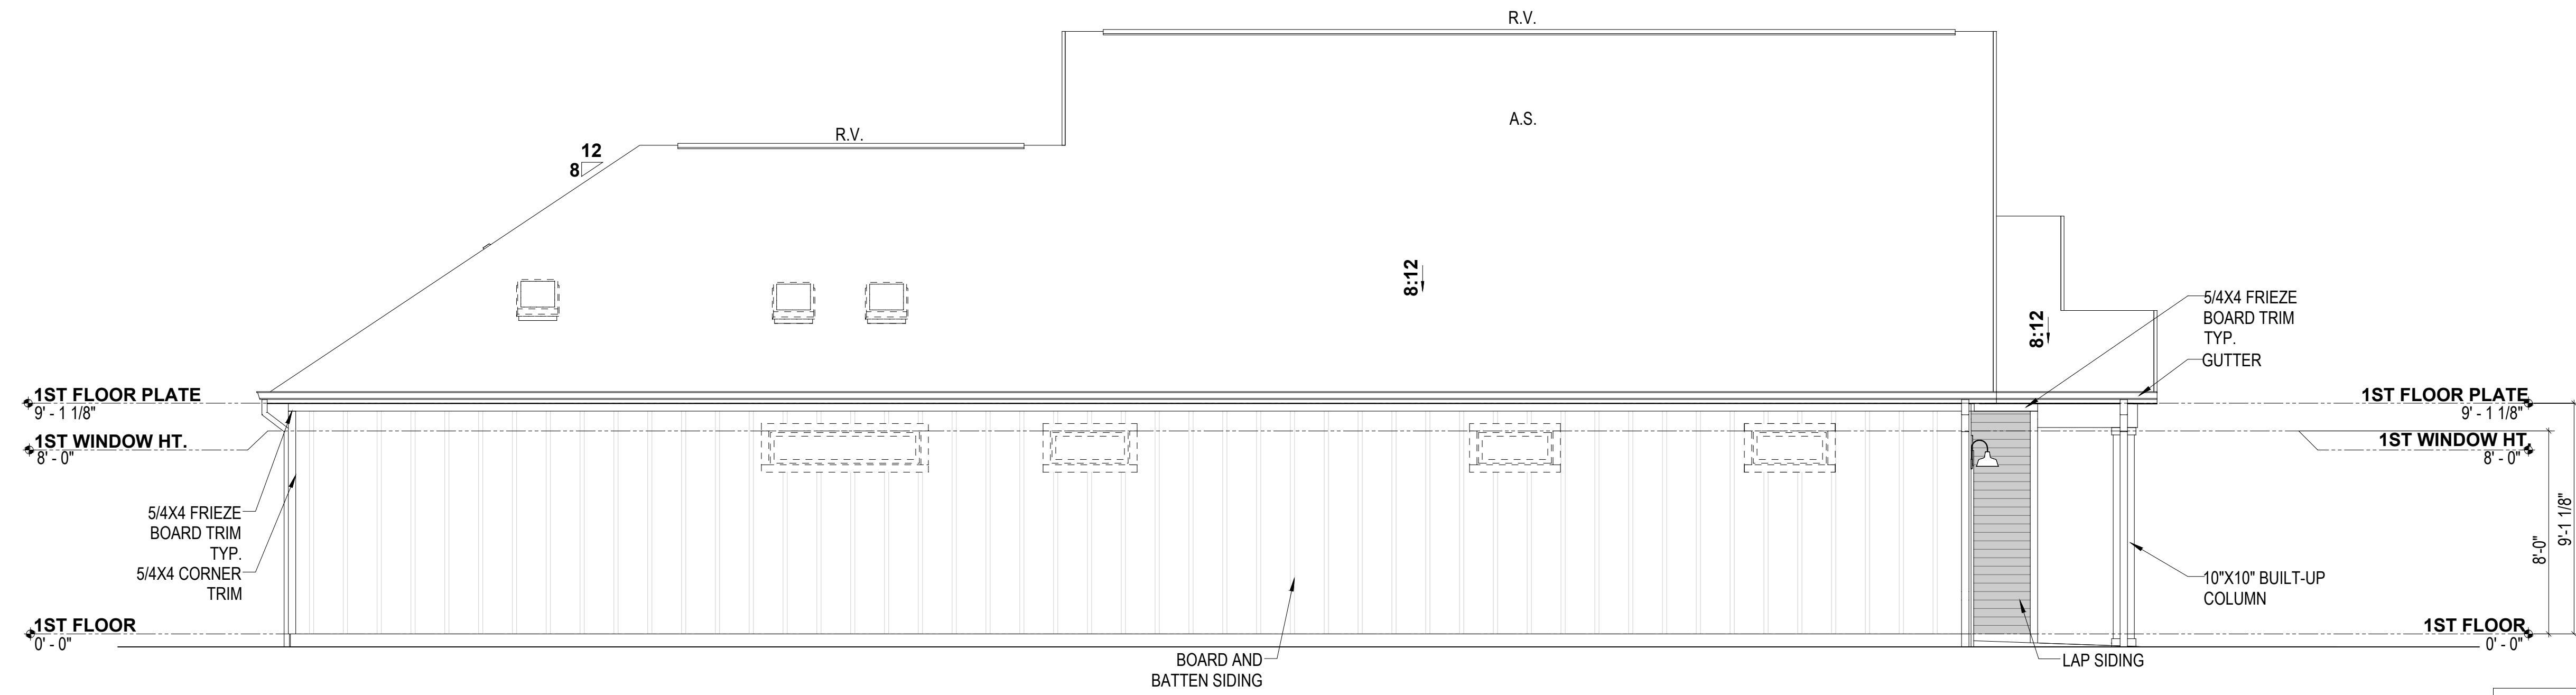 R.V.
R.V.
A.S.
12
8
8:12
8:12
5/4X4 FRIEZE
BOARD TRIM
TYP.
GUTTER
1ST FLOOR PLATE
9' - 1 1/8"
1ST WINDOW HT.
8' - 0"
1ST FLOOR PLATE
9' - 1 1/8"
1ST WINDOW HT.
8' - 0"
5/4X4 FRIEZE
BOARD TRIM
TYP.
5/4X4 CORNER
TRIM
8'-0"
9'-1 1/8"
10"X10" BUILT-UP
COLUMN
1ST FLOOR
0' - 0"
1ST FLOOR
0' - 0"
BOARD AND
BATTEN SIDING
LAP SIDING